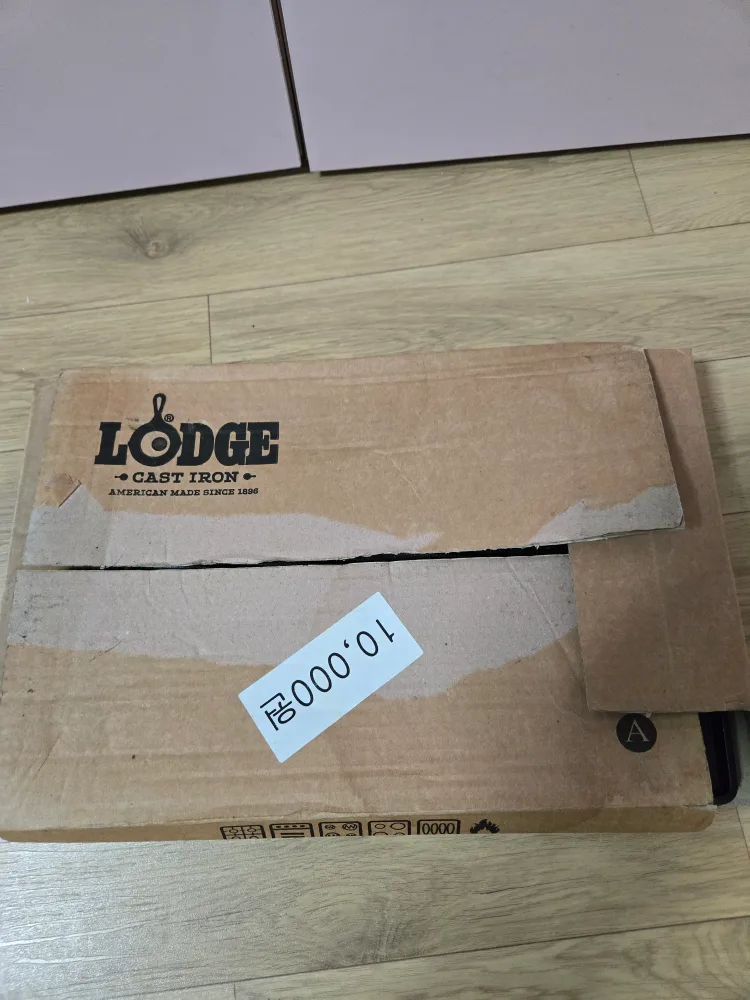 LODGE®
CAST IRON
AMERICAN MADE SINCE 1896
10,000원
A